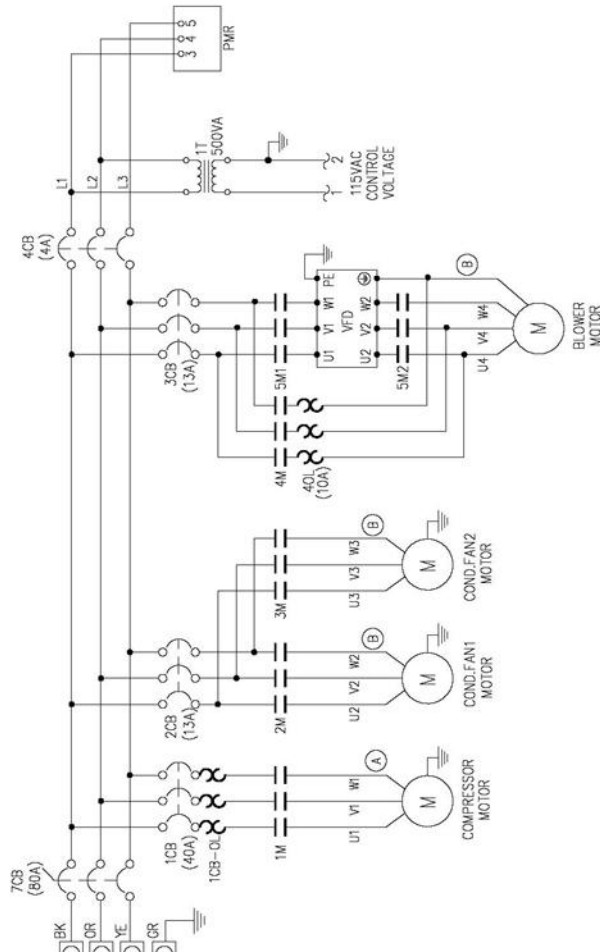 7CB
(80A)
BK
OR
YE
GR
1CB
(40A)
1CB-OL
1M
U1
V1
W1
A
M
COMPRESSOR
MOTOR
2CB
(13A)
2M
U2
V2
W2
B
M
COND.FAN1
MOTOR
3M
U3
V3
W3
B
M
COND.FAN2
MOTOR
3CB
(13A)
4M
4OL
(10A)
5M1
U1
V1
W1
PE
VFD
U2
V2
W2
5M2
U4
V4
W4
B
M
BLOWER
MOTOR
4CB
(4A)
L1
L2
L3
1T
500VA
1
2
115VAC
CONTROL
VOLTAGE
3
4
5
PMR